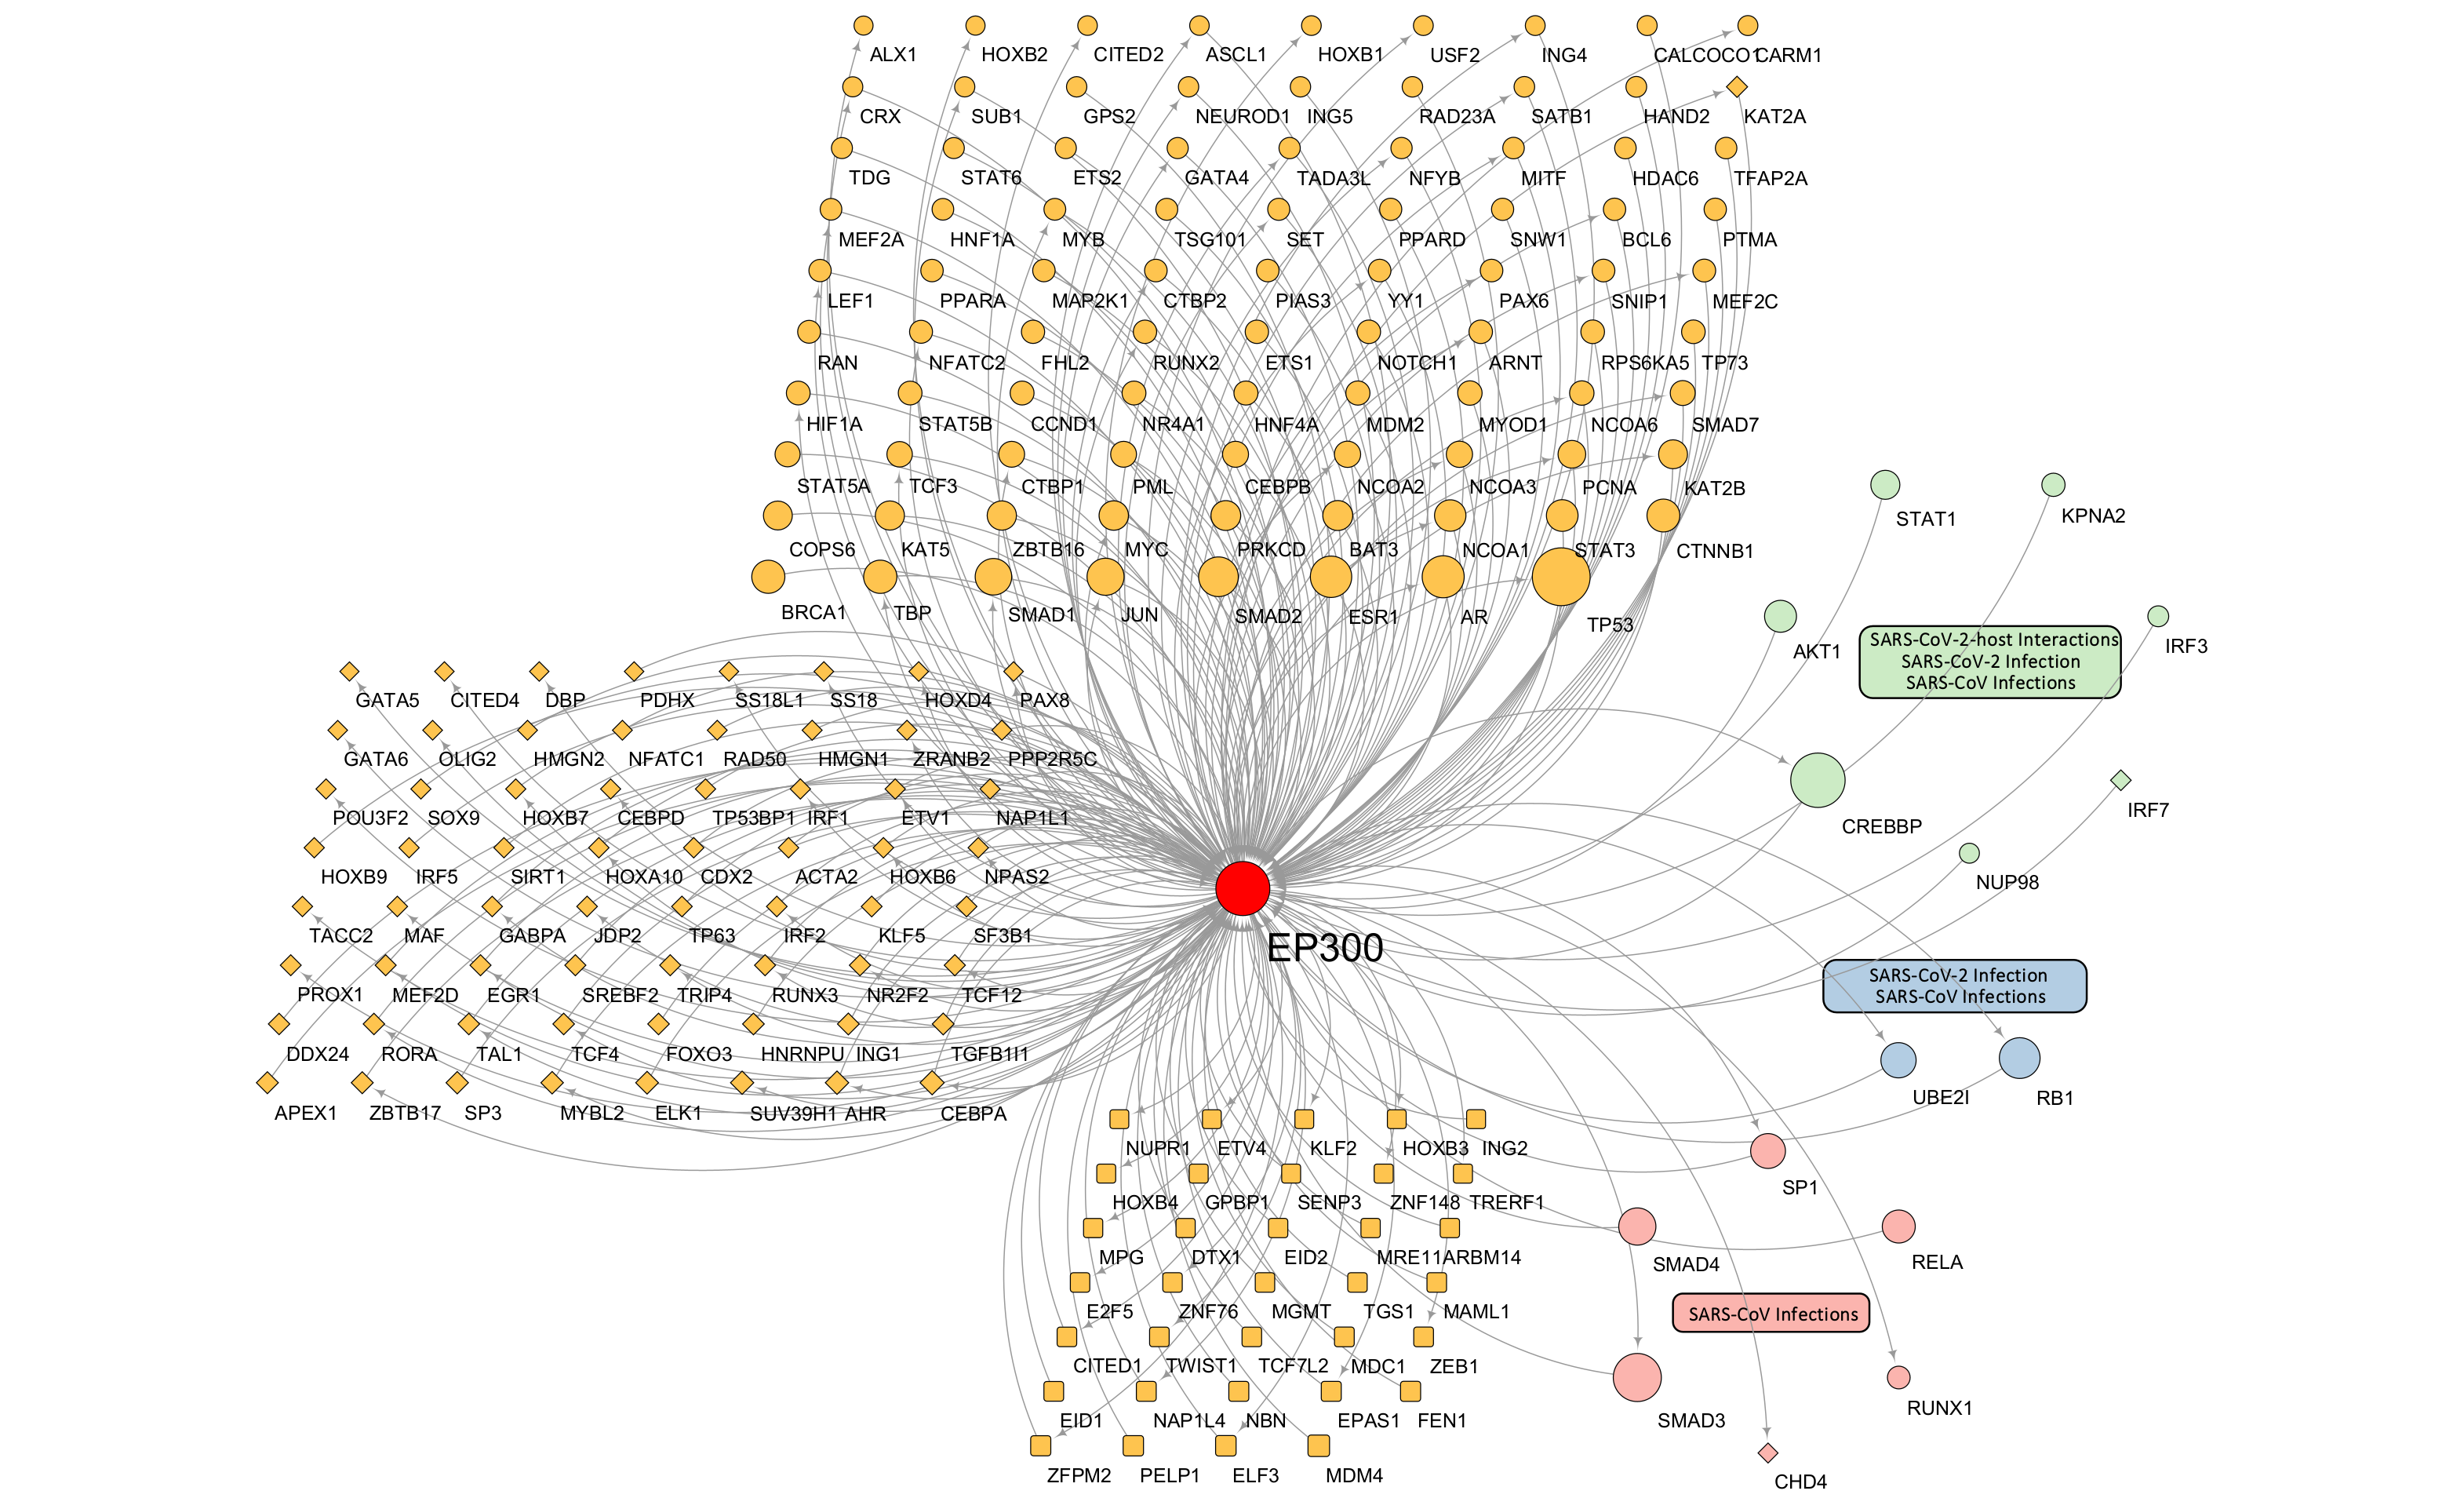 ALX1 HOXB2 CITED2 ASCL1 HOXB1 USF2 ING4 CALCOCO1 CARM1
CRX SUB1 GPS2 NEUROD1 ING5 RAD23A SATB1 HAND2 KAT2A
TDG STAT6 ETS2 GATA4 TADA3L NFYB MITF HDAC6 TFAP2A
MEF2A HNF1A MYB TSG101 SET PPARD SNW1 BCL6 PTMA
LEF1 PPARA MAP2K1 CTBP2 PIAS3 YY1 PAX6 SNIP1 MEF2C
RAN NFATC2 FHL2 RUNX2 ETS1 NOTCH1 ARNT RPS6KA5 TP73
HIF1A STAT5B CCND1 NR4A1 HNF4A MDM2 MYOD1 NCOA6 SMAD7
STAT5A TCF3 CTBP1 PML CEBPB NCOA2 NCOA3 PCNA KAT2B
COPS6 KAT5 ZBTB16 MYC PRKCD BAT3 NCOA1 STAT3 CTNNB1
BRCA1 TBP SMAD1 JUN SMAD2 ESR1 AR TP53
STAT1 KPNA2
AKT1 IRF3
SARS-CoV-2-host Interactions
SARS-CoV-2 Infection
SARS-CoV Infections
CREBBP IRF7
NUP98
GATA5 CITED4 DBP PDHX SS18L1 SS18 HOXD4 PAX8
GATA6 OLIG2 HMGN2 NFATC1 RAD50 HMGN1 ZRANB2 PPP2R5C
POU3F2 SOX9 HOXB7 CEBPD TP53BP1 IRF1 ETV1 NAP1L1
HOXB9 IRF5 SIRT1 HOXA10 CDX2 ACTA2 HOXB6 NPAS2
TACC2 MAF GABPA JDP2 TP63 IRF2 KLF5 SF3B1
EP300
PROX1 MEF2D EGR1 SREBF2 TRIP4 RUNX3 NR2F2 TCF12
DDX24 RORA TAL1 TCF4 FOXO3 HNRNPU ING1 TGFB1I1
APEX1 ZBTB17 SP3 MYBL2 ELK1 SUV39H1 AHR CEBPA
SARS-CoV-2 Infection
SARS-CoV Infections
UBE2I RB1
SP1
SMAD4 RELA
SARS-CoV Infections
SMAD3 RUNX1
CHD4
NUPR1 ETV4 KLF2 HOXB3 ING2
HOXB4 GPBP1 SENP3 ZNF148 TRERF1
MPG DTX1 EID2 MRE11A RBM14
E2F5 ZNF76 MGMT TGS1 MAML1
CITED1 TWIST1 TCF7L2 MDC1 ZEB1
EID1 NAP1L4 NBN EPAS1 FEN1
ZFPM2 PELP1 ELF3 MDM4